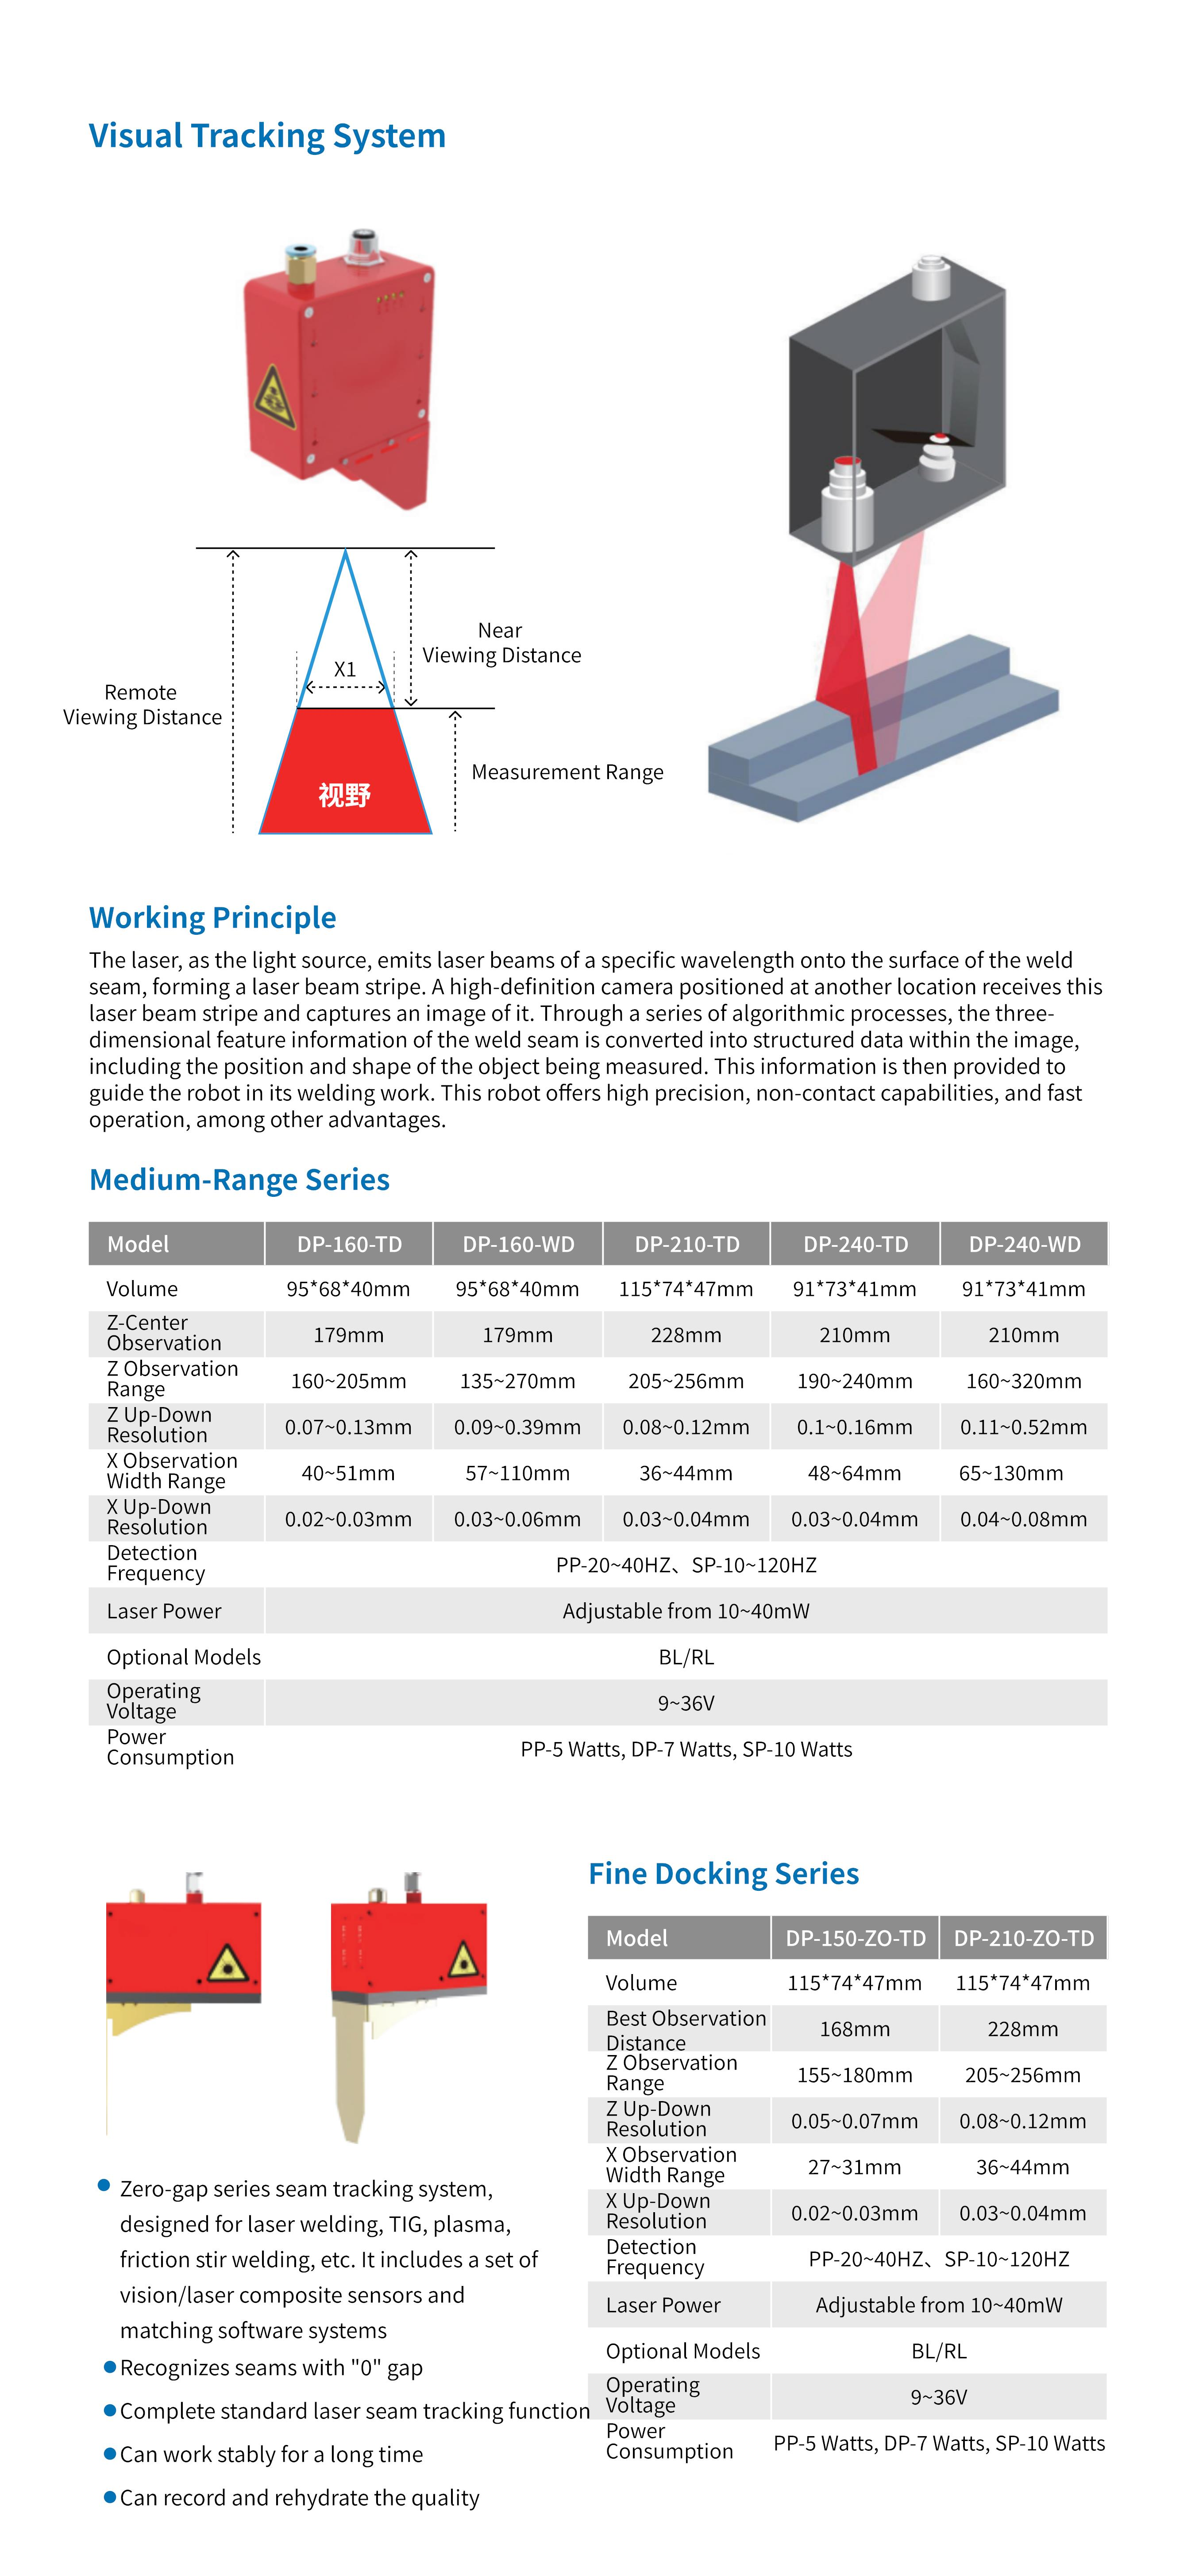 Visual Tracking System
Near
Viewing Distance
X1
Remote
Viewing Distance
Measurement Range
视野
Working Principle
The laser, as the light source, emits laser beams of a specific wavelength onto the surface of the weld
seam, forming a laser beam stripe. A high-definition camera positioned at another location receives this
laser beam stripe and captures an image of it. Through a series of algorithmic processes, the three-
dimensional feature information of the weld seam is converted into structured data within the image,
including the position and shape of the object being measured. This information is then provided to
guide the robot in its welding work. This robot offers high precision, non-contact capabilities, and fast
operation, among other advantages.
Medium-Range Series
Model DP-160-TD DP-160-WD DP-210-TD DP-240-TD DP-240-WD
Volume 95*68*40mm 95*68*40mm 115*74*47mm 91*73*41mm 91*73*41mm
Z-Center
Observation 179mm 179mm 228mm 210mm 210mm
Z Observation
Range 160~205mm 135~270mm 205~256mm 190~240mm 160~320mm
Z Up-Down
Resolution 0.07~0.13mm 0.09~0.39mm 0.08~0.12mm 0.1~0.16mm 0.11~0.52mm
X Observation
Width Range 40~51mm 57~110mm 36~44mm 48~64mm 65~130mm
X Up-Down
Resolution 0.02~0.03mm 0.03~0.06mm 0.03~0.04mm 0.03~0.04mm 0.04~0.08mm
Detection
Frequency PP-20~40HZ、SP-10~120HZ
Laser Power Adjustable from 10~40mW
Optional Models BL/RL
Operating
Voltage 9~36V
Power
Consumption PP-5 Watts, DP-7 Watts, SP-10 Watts
Zero-gap series seam tracking system,
designed for laser welding, TIG, plasma,
friction stir welding, etc. It includes a set of
vision/laser composite sensors and
matching software systems
Recognizes seams with "0" gap
Complete standard laser seam tracking function
Can work stably for a long time
Can record and rehydrate the quality
Fine Docking Series
Model DP-150-ZO-TD DP-210-ZO-TD
Volume 115*74*47mm 115*74*47mm
Best Observation
Distance 168mm 228mm
Z Observation
Range 155~180mm 205~256mm
Z Up-Down
Resolution 0.05~0.07mm 0.08~0.12mm
X Observation
Width Range 27~31mm 36~44mm
X Up-Down
Resolution 0.02~0.03mm 0.03~0.04mm
Detection
Frequency PP-20~40HZ、SP-10~120HZ
Laser Power Adjustable from 10~40mW
Optional Models BL/RL
Operating
Voltage 9~36V
Power
Consumption PP-5 Watts, DP-7 Watts, SP-10 Watts